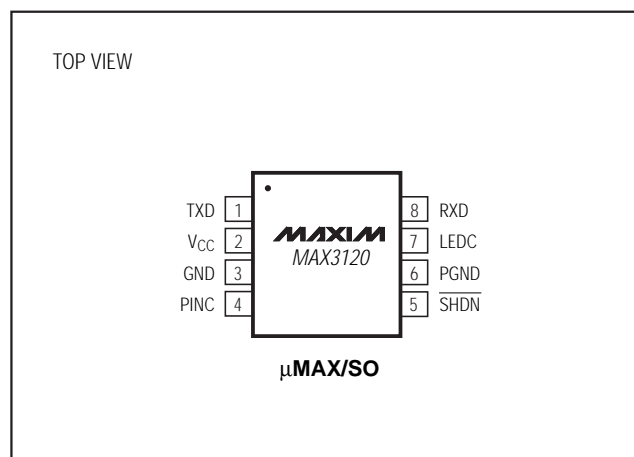 TOP VIEW
TXD 1
VCC 2
GND 3
PINC 4
MAXIM
MAX3120
8 RXD
7 LEDC
6 PGND
5 SHDN
μMAX/SO